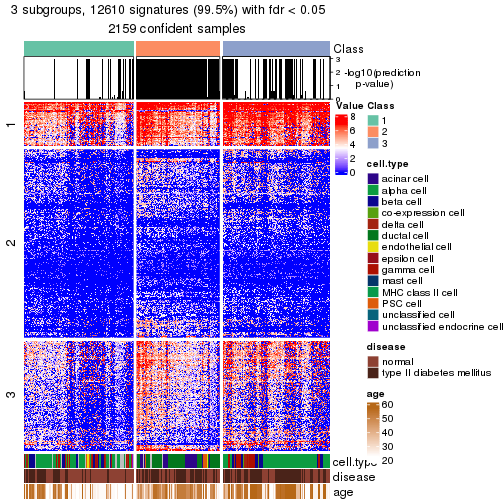 3 subgroups, 12610 signatures (99.5%) with fdr < 0.05
2159 confident samples
Class
3
2
1
0
-log10(prediction
p-value)
1
2
3
Value
8
6
4
2
0
Class
1
2
3
cell.type
acinar cell
alpha cell
beta cell
co-expression cell
delta cell
ductal cell
endothelial cell
epsilon cell
gamma cell
mast cell
MHC class II cell
PSC cell
unclassified cell
unclassified endocrine cell
disease
normal
type II diabetes mellitus
age
60
50
40
30
20
cell.type
disease
age